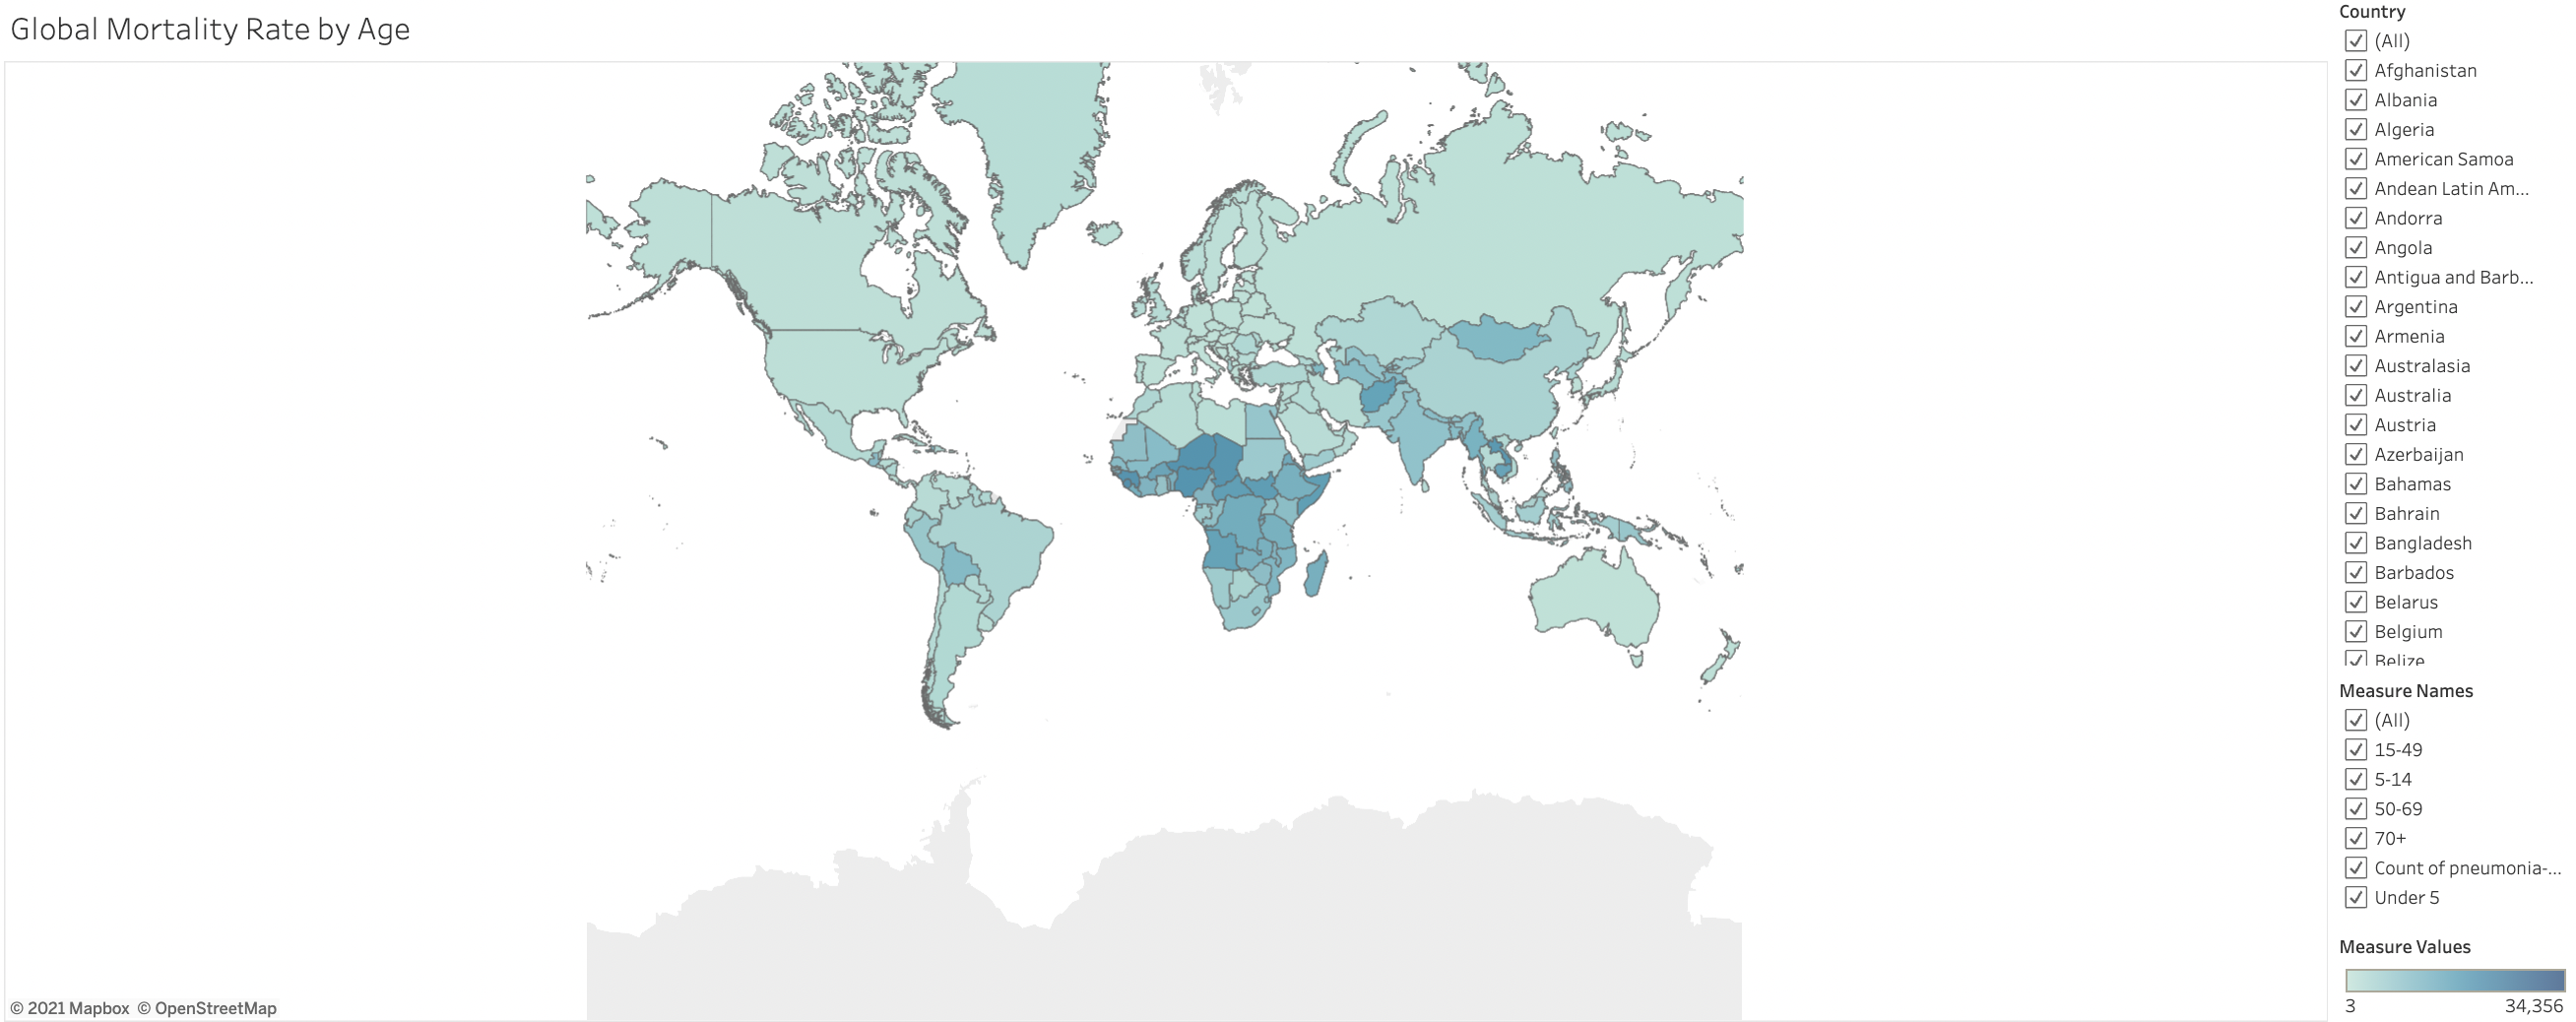 Global Mortality Rate by Age
Country
(All)
Afghanistan
Albania
Algeria
American Samoa
Andean Latin Am...
Andorra
Angola
Antigua and Barb...
Argentina
Armenia
Australasia
Australia
Austria
Azerbaijan
Bahamas
Bahrain
Bangladesh
Barbados
Belarus
Belgium
Belize
Measure Names
(All)
15-49
5-14
50-69
70+
Count of pneumonia-...
Under 5
Measure Values
3 34,356
© 2021 Mapbox © OpenStreetMap